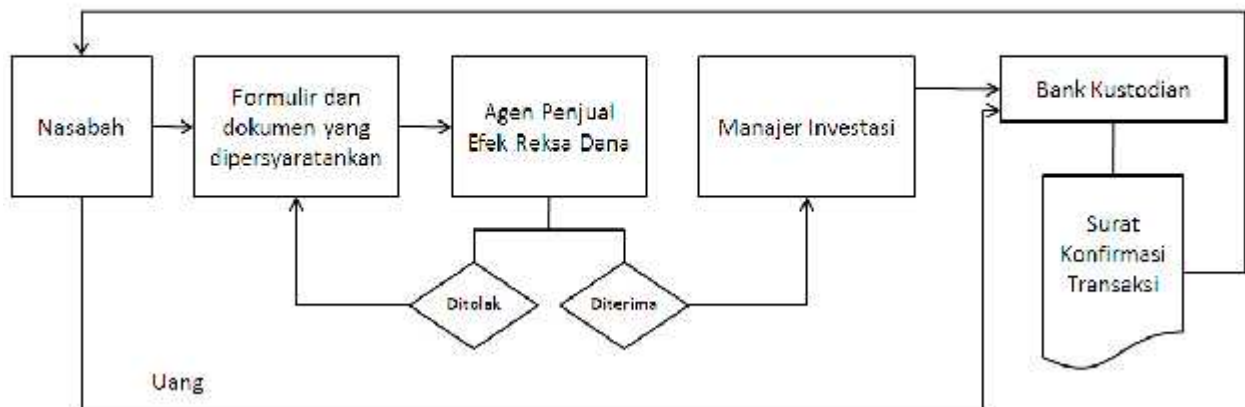 Nasabah
Formulir dan
dokumen yang
dipersyaratankan
Agen Penjual
Efek Reksa Dana
Manajer Investasi
Bank Kustodian
Surat
Konfirmasi
Transaksi
Ditolak
Diterima
Uang